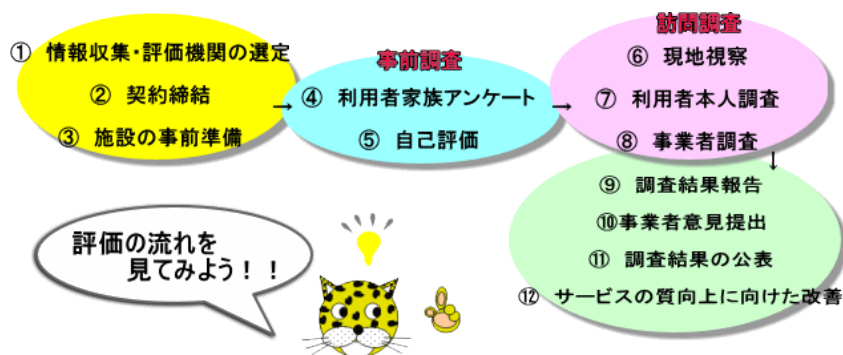 ① 情報収集・評価機関の選定
② 契約締結
③ 施設の事前準備
事前調査
④ 利用者家族アンケート
⑤ 自己評価
訪問調査
⑥ 現地視察
⑦ 利用者本人調査
⑧ 事業者調査
⑨ 調査結果報告
⑩事業者意見提出
⑪ 調査結果の公表
⑫ サービスの質向上に向けた改善
評価の流れを
見てみよう!!